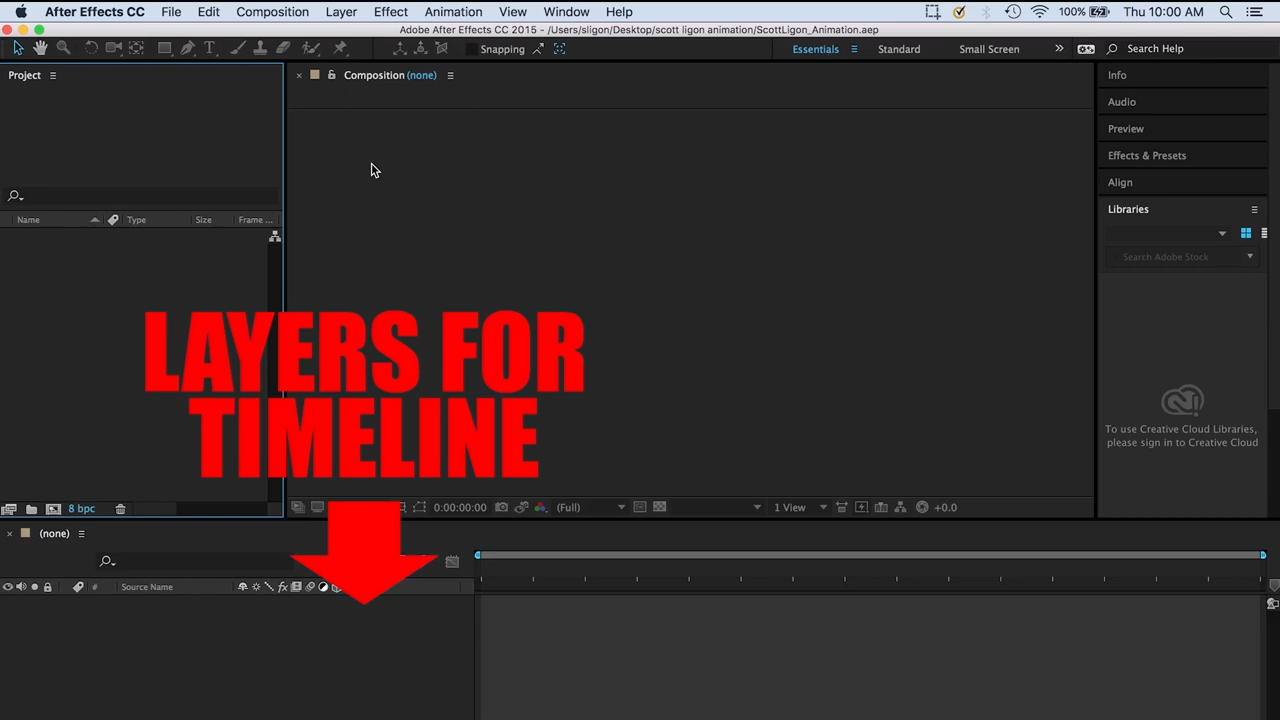 After Effects CC File Edit Composition Layer Effect Animation View Window Help 100% Thu 10:00 AM
Adobe After Effects CC 2015 - /Users/sligon/Desktop/scott ligon animation/ScottLigon_Animation.aep
T Snapping Essentials Standard Small Screen » Search Help
Project
× Composition (none)
Info
Audio
Preview
Effects & Presets
Align
Libraries
Name Type Size Frame ...
Search Adobe Stock
LAYERS FOR
TIMELINE
To use Creative Cloud Libraries,
please sign in to Creative Cloud
8 bpc 0:00:00:00 (Full) 1 View +0.0
× (none)
# Source Name fx